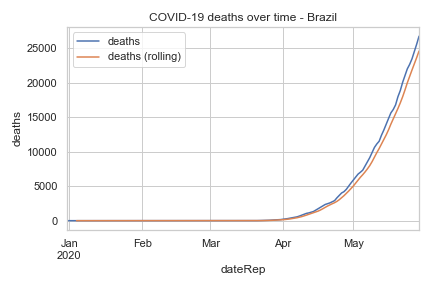 COVID-19 deaths over time - Brazil
deaths
deaths (rolling)
25000
20000
15000
10000
5000
0
deaths
Jan Feb Mar Apr May
2020
dateRep